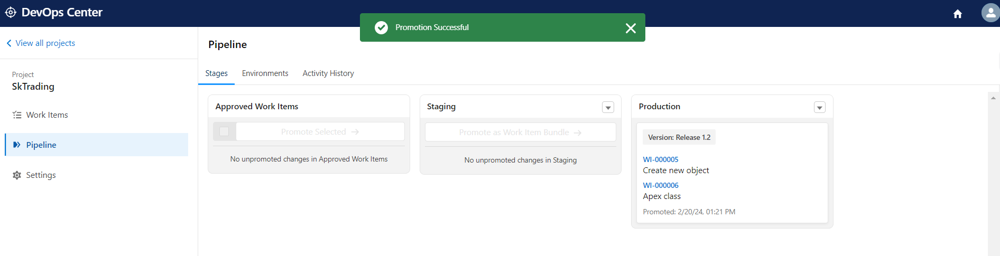 DevOps Center
Promotion Successful
View all projects
Project
SkTrading
Work Items
Pipeline
Settings
Pipeline
Stages
Environments
Activity History
Approved Work Items
Promote Selected
No unpromoted changes in Approved Work Items
Staging
Promote as Work Item Bundle
No unpromoted changes in Staging
Production
Version: Release 1.2
WI-000005
Create new object
WI-000006
Apex class
Promoted: 2/20/24, 01:21 PM